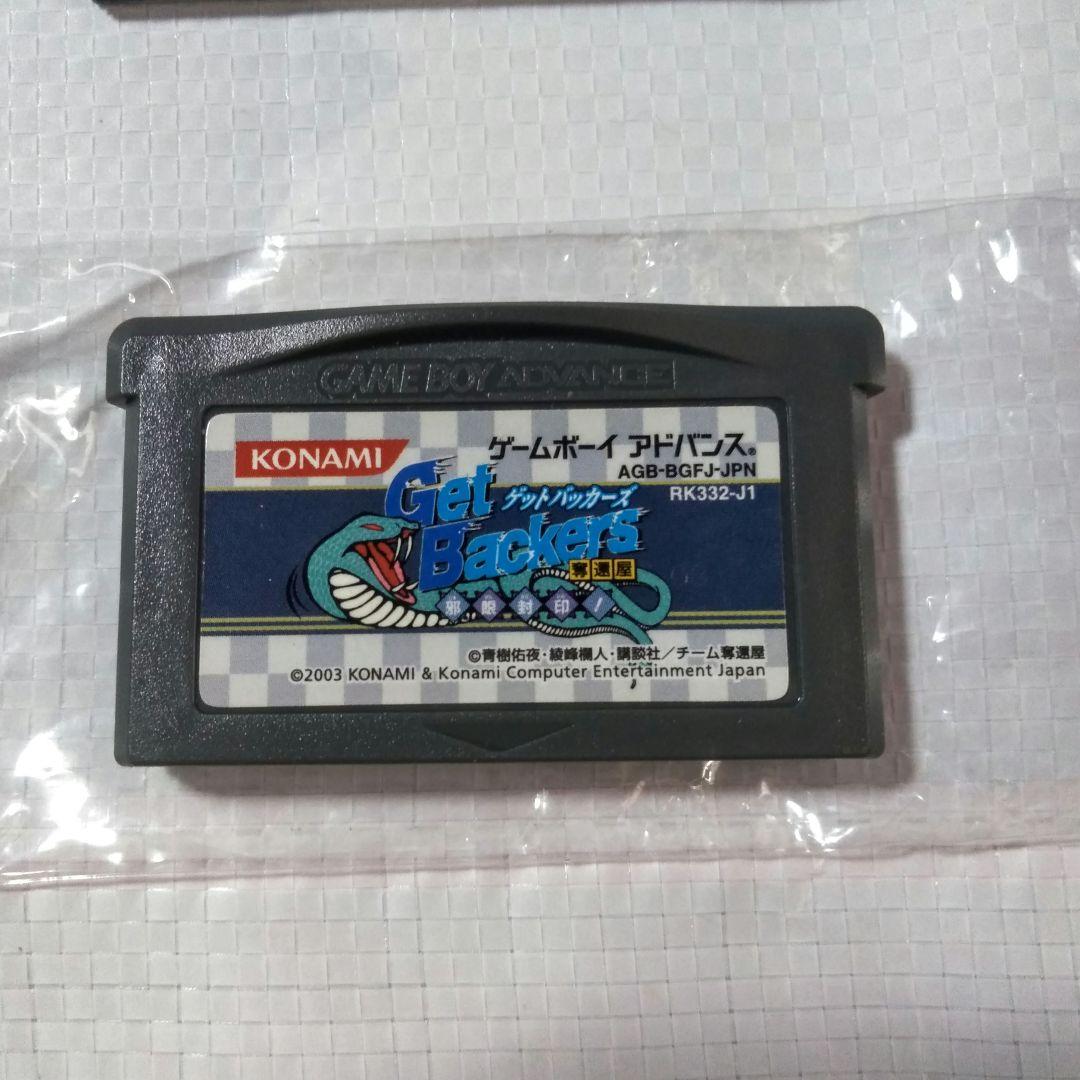 GAME BOY ADVANCE
KONAMI
ゲームボーイ アドバンス®
AGB-BGFJ-JPN
RK332-J1
Get
ゲットバッカーズ
Backers
奪還屋
邪眼封印!
©青樹佑夜・綾峰欄人・講談社/チーム奪還屋
©2003 KONAMI & Konami Computer Entertainment Japan